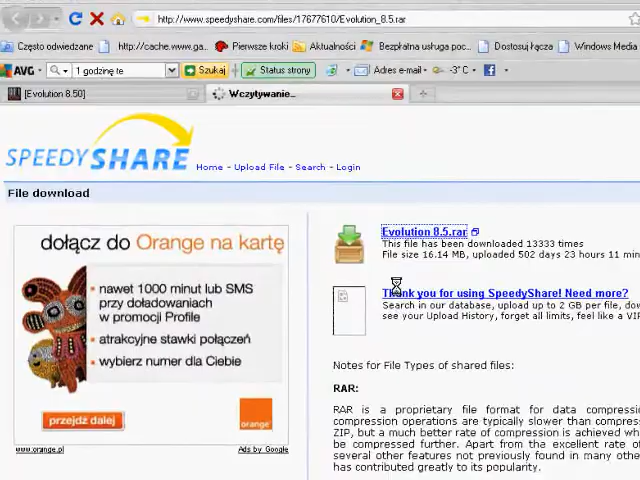 http://www.speedyshare.com/files/17677610/Evolution_8.5.rar
Często odwiedzane http://cache.www.ga... Pierwsze kroki Aktualności Bezpłatna usługa poc... Dostosuj łącza Windows Media
AVG 1 godzinę te Szukaj Status strony Adres e-mail -3° C
[Evolution 8.50] Wczytywanie...
SPEEDYSHARE
Home - Upload File - Search - Login
File download
dołącz do Orange na kartę
nawet 1000 minut lub SMS
przy doładowaniach
w promocji Profile
atrakcyjne stawki połączeń
wybierz numer dla Ciebie
przejdź dalej
orange
www.orange.pl
Ads by Google
Evolution 8.5.rar
This file has been downloaded 13333 times
File size 16.14 MB, uploaded 502 days 23 hours 11 min
Thank you for using SpeedyShare! Need more?
Search in our database, upload up to 2 GB per file, do
see your Upload History, forget all limits, feel like a VI
Notes for File Types of shared files:
RAR:
RAR is a proprietary file format for data compressi
compression operations are typically slower than compres
ZIP, but a much better rate of compression is achieved wh
be compressed further. Apart from the excellent rate of
several other features not previously found in many othe
has contributed greatly to its popularity.